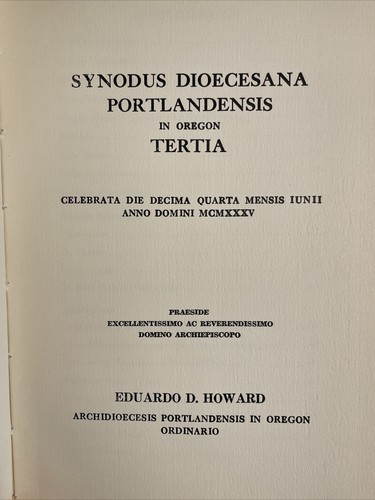 SYNODUS DIOECESANA
PORTLANDENSIS
IN OREGON
TERTIA
CELEBRATA DIE DECIMA QUARTA MENSIS IUNII
ANNO DOMINI MCMXXXV
PRAESIDE
EXCELLENTISSIMO AC REVERENDISSIMO
DOMINO ARCHIEPISCOPO
EDUARDO D. HOWARD
ARCHIDIOECESIS PORTLANDENSIS IN OREGON
ORDINARIO